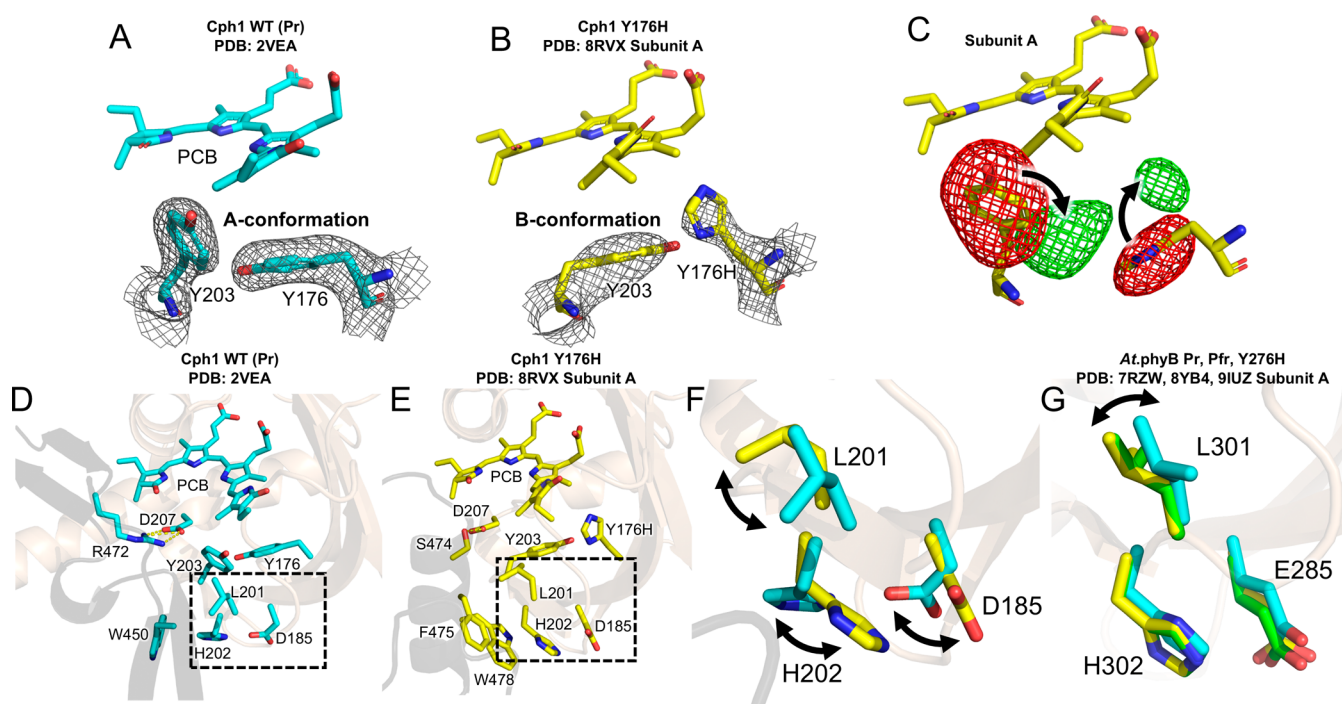 A
Cph1 WT (Pr)
PDB: 2VEA
PCB
A-conformation
Y203
Y176
B
Cph1 Y176H
PDB: 8RVX Subunit A
B-conformation
Y203
Y176H
C
Subunit A
D
Cph1 WT (Pr)
PDB: 2VEA
PCB
D207
R472
Y203
Y176
L201
W450
H202
D185
E
Cph1 Y176H
PDB: 8RVX Subunit A
PCB
D207
S474
Y203
Y176H
L201
F475
H202
D185
W478
F
L201
D185
H202
G
At.phyB Pr, Pfr, Y276H
PDB: 7RZW, 8YB4, 9IUZ Subunit A
L301
E285
H302